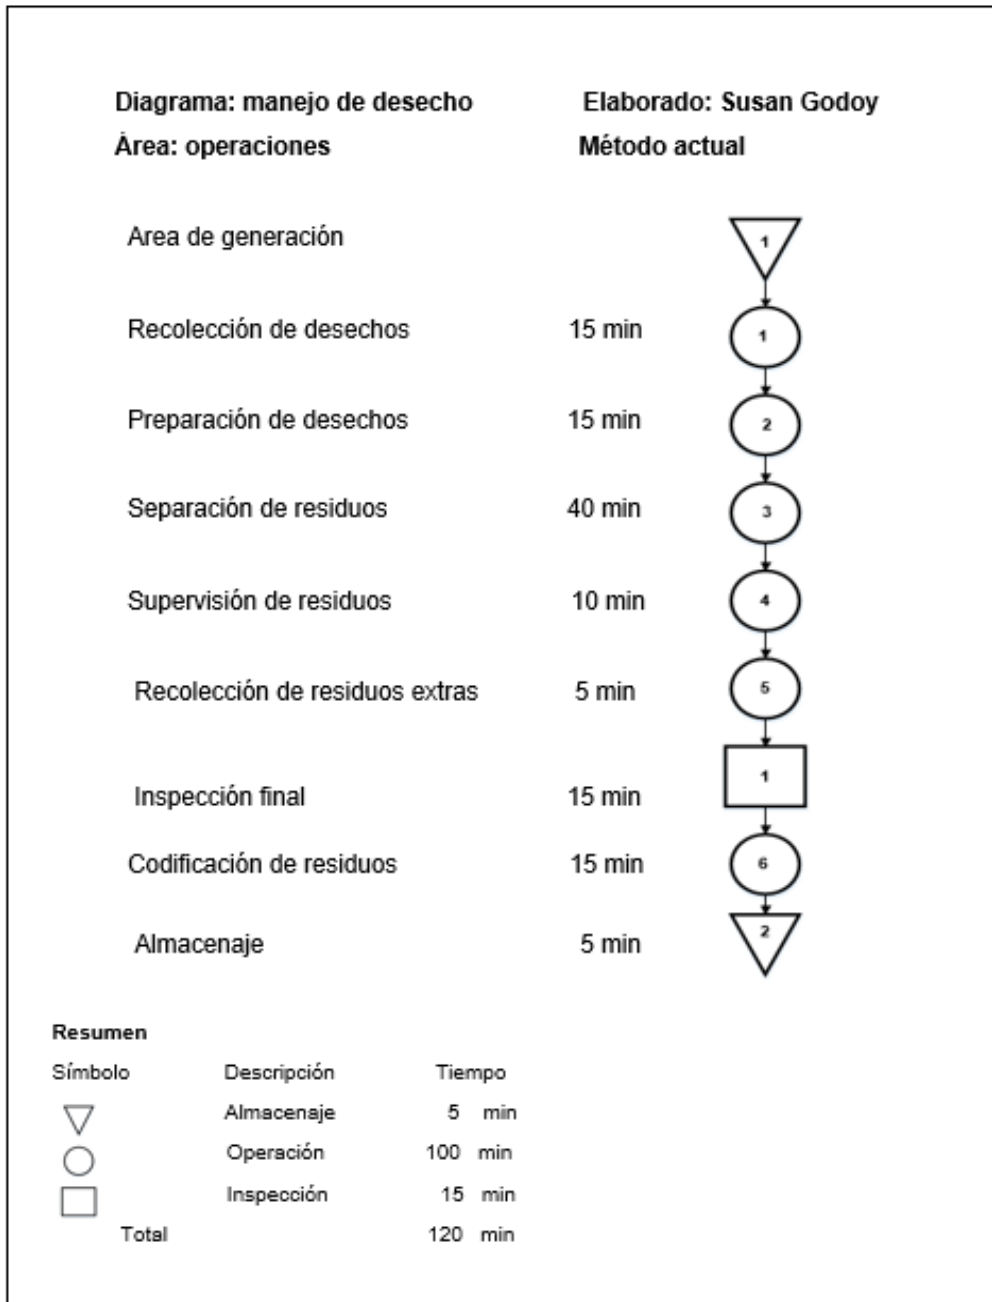 Diagrama: manejo de desecho Elaborado: Susan Godoy
Área: operaciones Método actual
Area de generación 1
Recolección de desechos 15 min 1
Preparación de desechos 15 min 2
Separación de residuos 40 min 3
Supervisión de residuos 10 min 4
Recolección de residuos extras 5 min 5
Inspección final 15 min 1
Codificación de residuos 15 min 6
Almacenaje 5 min 2
Resumen
Símbolo Descripción Tiempo
Almacenaje 5 min
Operación 100 min
Inspección 15 min
Total 120 min